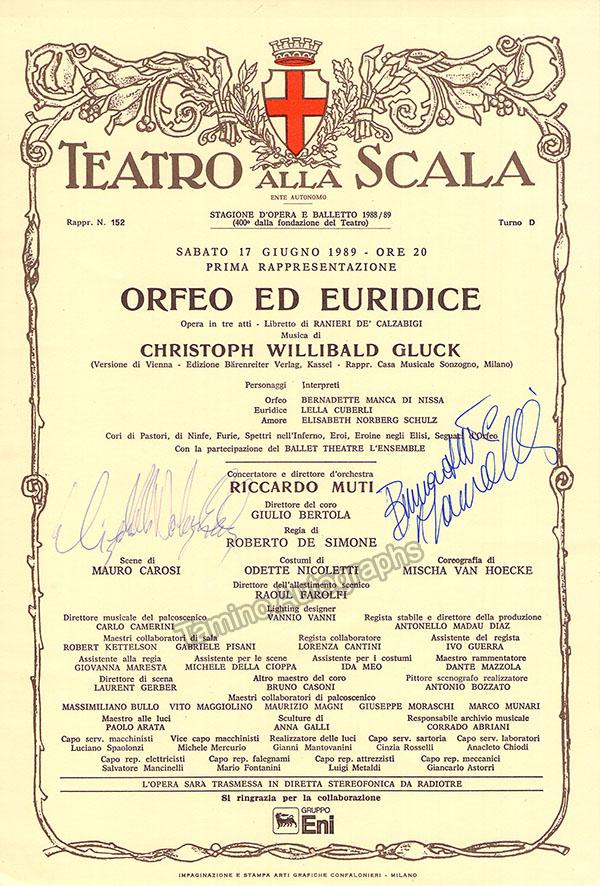 TEATRO ALLA SCALA
ENTE AUTONOMO
Rappr. N. 152
STAGIONE D'OPERA E BALLETTO 1988/89
(400ª dalla fondazione del Teatro)
Turno D
SABATO 17 GIUGNO 1989 - ORE 20
PRIMA RAPPRESENTAZIONE
ORFEO ED EURIDICE
Opera in tre atti - Libretto di RANIERI DE' CALZABIGI
Musica di
CHRISTOPH WILLIBALD GLUCK
(Versione di Vienna - Edizione Bärenreiter Verlag, Kassel - Rappr. Casa Musicale Sonzogno, Milano)
Personaggi Interpreti
Orfeo BERNADETTE MANCA DI NISSA
Euridice LELLA CUBERLI
Amore ELISABETH NORBERG SCHULZ
Cori di Pastori, di Ninfe, Furie, Spettri nell'Inferno, Eroi, Eroine negli Elisi, Seguaci d'Orfeo
Con la partecipazione del BALLET THEATRE L'ENSEMBLE
Concertatore e direttore d'orchestra
RICCARDO MUTI
Direttore del coro
GIULIO BERTOLA
Regia di
ROBERTO DE SIMONE
Scene di Costumi di Coreografia di
MAURO CAROSI ODETTE NICOLETTI MISCHA VAN HOECKE
Direttore dell'allestimento scenico
RAOUL FAROLFI
Lighting designer
Direttore musicale del palcoscenico VANNIO VANNI Regista stabile e direttore della produzione
CARLO CAMERINI ANTONELLO MADAU DIAZ
Maestri collaboratori di sala Regista collaboratore Assistente del regista
ROBERT KETTELSON GABRIELE PISANI LORENZA CANTINI IVO GUERRA
Assistente alla regia Assistente per le scene Assistente per i costumi Maestro rammentatore
GIOVANNA MARESTA MICHELE DELLA CIOPPA IDA MEO DANTE MAZZOLA
Direttore di scena Altro maestro del coro Pittore scenografo realizzatore
LAURENT GERBER BRUNO CASONI ANTONIO BOZZATO
Maestri collaboratori di palcoscenico
MASSIMILIANO BULLO VITO MAGGIOLINO MAURIZIO MAGNI GIUSEPPE MORASCHI MARCO MUNARI
Maestro alle luci Sculture di Responsabile archivio musicale
PAOLO ARATA ANNA GALLI CORRADO ABRIANI
Capo serv. macchinisti Vice capo macchinisti Realizzatore delle luci Capo serv. sartoria Capo serv. laboratori
Luciano Spaolonzi Michele Mercurio Gianni Mantovanini Cinzia Rosselli Anacleto Chiodi
Capo rep. elettricisti Capo rep. falegnami Capo rep. attrezzisti Capo rep. meccanici
Salvatore Mancinelli Mario Fontanini Luigi Metaldi Giancarlo Astorri
L'OPERA SARÀ TRASMESSA IN DIRETTA STEREOFONICA DA RADIOTRE
Si ringrazia per la collaborazione
GRUPPO
Eni
IMPAGINAZIONE E STAMPA ARTI GRAFICHE CONFALONIERI - MILANO
Tamino Autographs